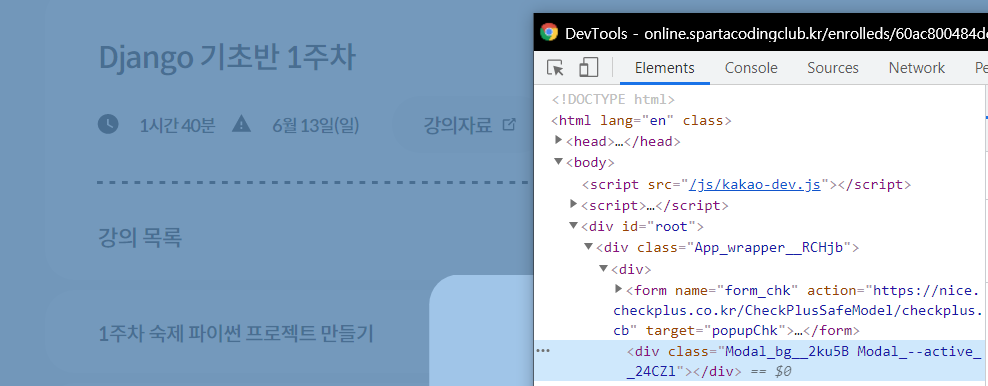 Django 기초반 1주차
1시간 40분
6월 13일(일)
강의자료
강의 목록
1주차 숙제 파이썬 프로젝트 만들기
DevTools - online.spartacodingclub.kr/enrolleds/60ac800484d
Elements Console Sources Network Pe
<!DOCTYPE html>
<html lang="en" class>
<head>…</head>
<body>
<script src="/js/kakao-dev.js"></script>
<script>…</script>
<div id="root">
<div class="App_wrapper__RCHjb">
<div>
<form name="form_chk" action="https://nice.
checkplus.co.kr/CheckPlusSafeModel/checkplus.
cb" target="popupChk">…</form>
<div class="Modal_bg__2ku5B Modal_--active_
_24CZl"></div> == $0